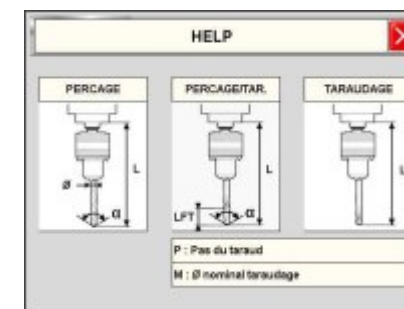 HELP
PERCAGE
PERCAGE/TAR.
TARAUDAGE
L
L
L
Ø
α
LFT
α
P : Pas du taraud
M : Ø nominal taraudage